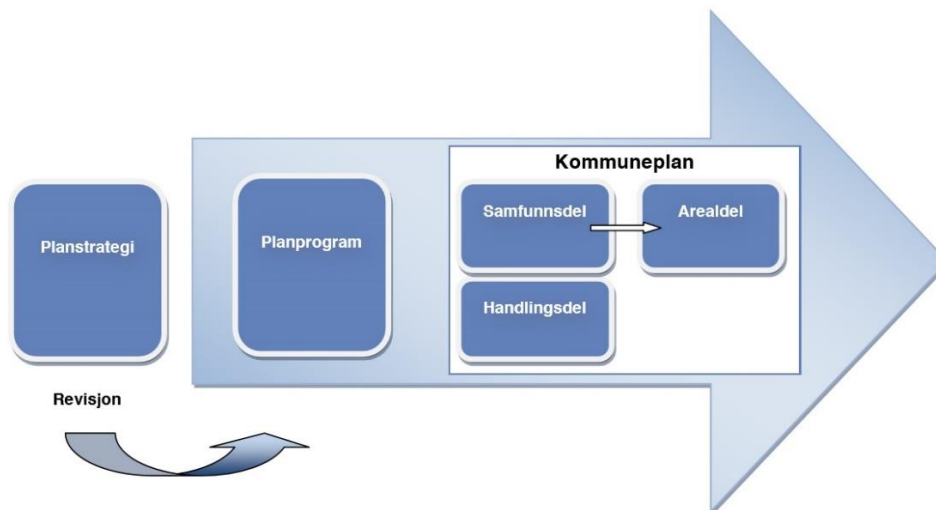 Kommuneplan
Planstrategi
Planprogram
Samfunnsdel
Arealdel
Handlingsdel
Revisjon